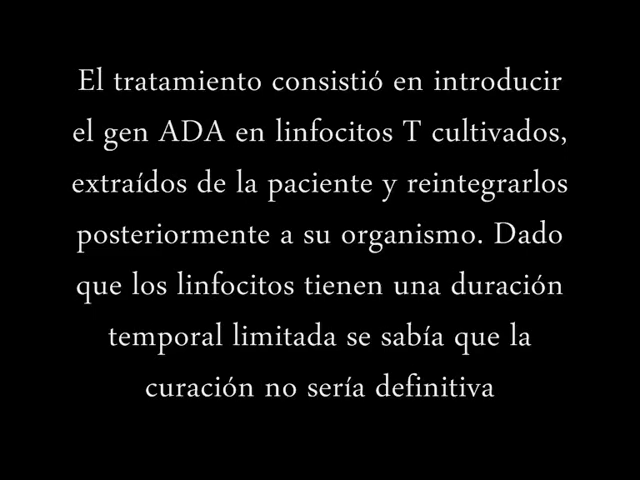 El tratamiento consistió en introducir
el gen ADA en linfocitos T cultivados,
extraídos de la paciente y reintegrarlos
posteriormente a su organismo. Dado
que los linfocitos tienen una duración
temporal limitada se sabía que la
curación no sería definitiva